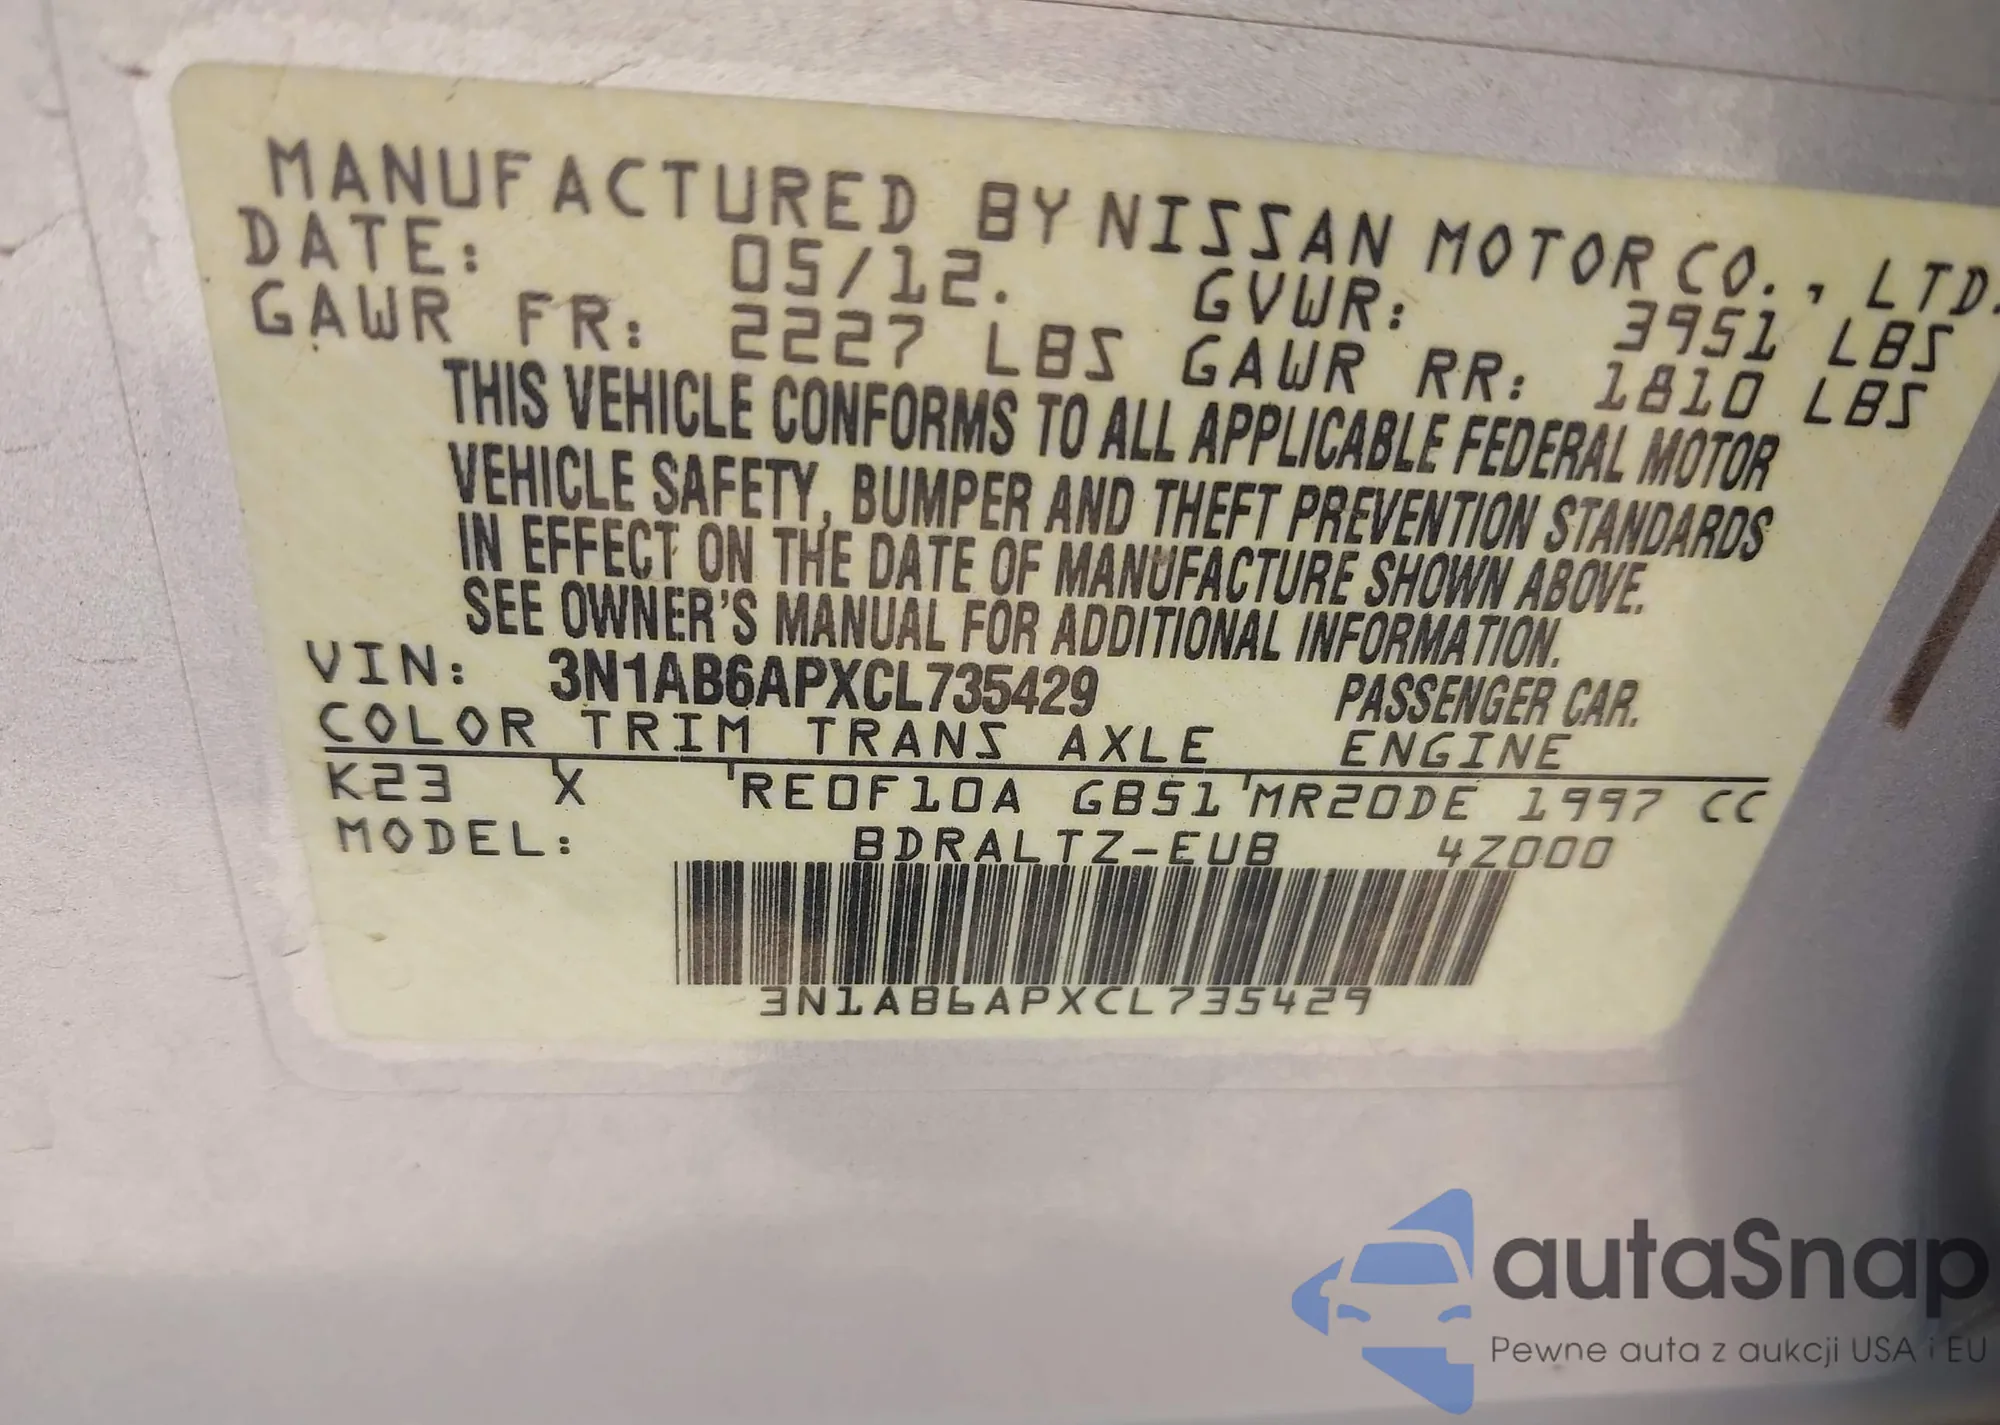 MANUFACTURED BY NISSAN MOTOR CO., LTD.
DATE: 05/12. GVWR: 3951 LBS
GAWR FR: 2227 LBS GAWR RR: 1810 LBS
THIS VEHICLE CONFORMS TO ALL APPLICABLE FEDERAL MOTOR
VEHICLE SAFETY, BUMPER AND THEFT PREVENTION STANDARDS
IN EFFECT ON THE DATE OF MANUFACTURE SHOWN ABOVE.
SEE OWNER'S MANUAL FOR ADDITIONAL INFORMATION.
VIN: 3N1AB6APXCL735429 PASSENGER CAR.
COLOR TRIM TRANS AXLE ENGINE
K23 X RE0F10A GB51 MR20DE 1997 CC
MODEL: BDRALTZ-EUB 4Z000
3N1AB6APXCL735429
autaSnap
Pewne auta z aukcji USA i EU